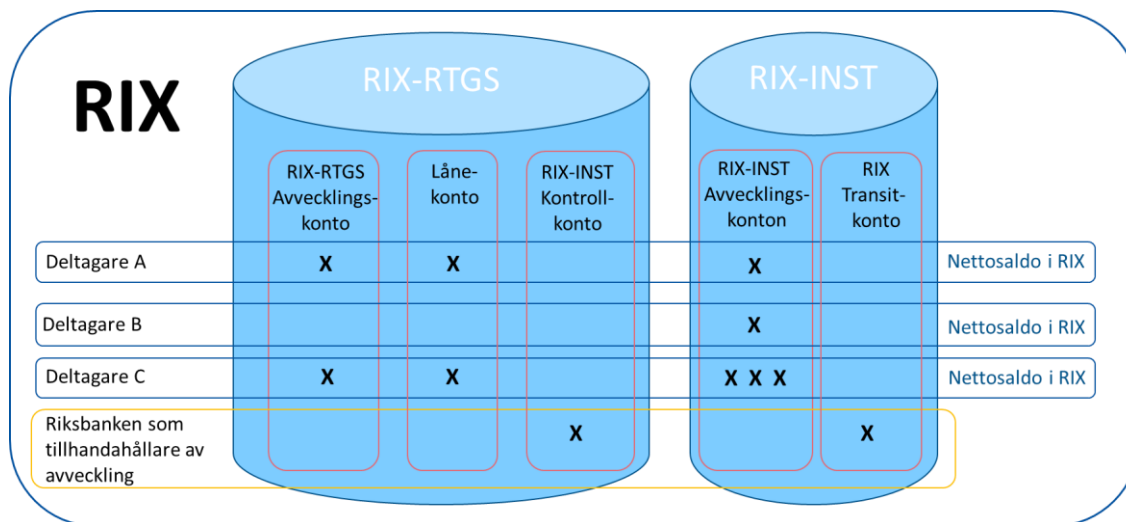 RIX-RTGS
RIX-INST
RIX
RIX-RTGS
Avvecklings-
konto
Låne-
konto
RIX-INST
Kontroll-
konto
RIX-INST
Avvecklings-
konton
RIX
Transit-
konto
Deltagare A X X X Nettosaldo i RIX
Deltagare B X Nettosaldo i RIX
Deltagare C X X X X X Nettosaldo i RIX
Riksbanken som
tillhandahållare av X X
avveckling